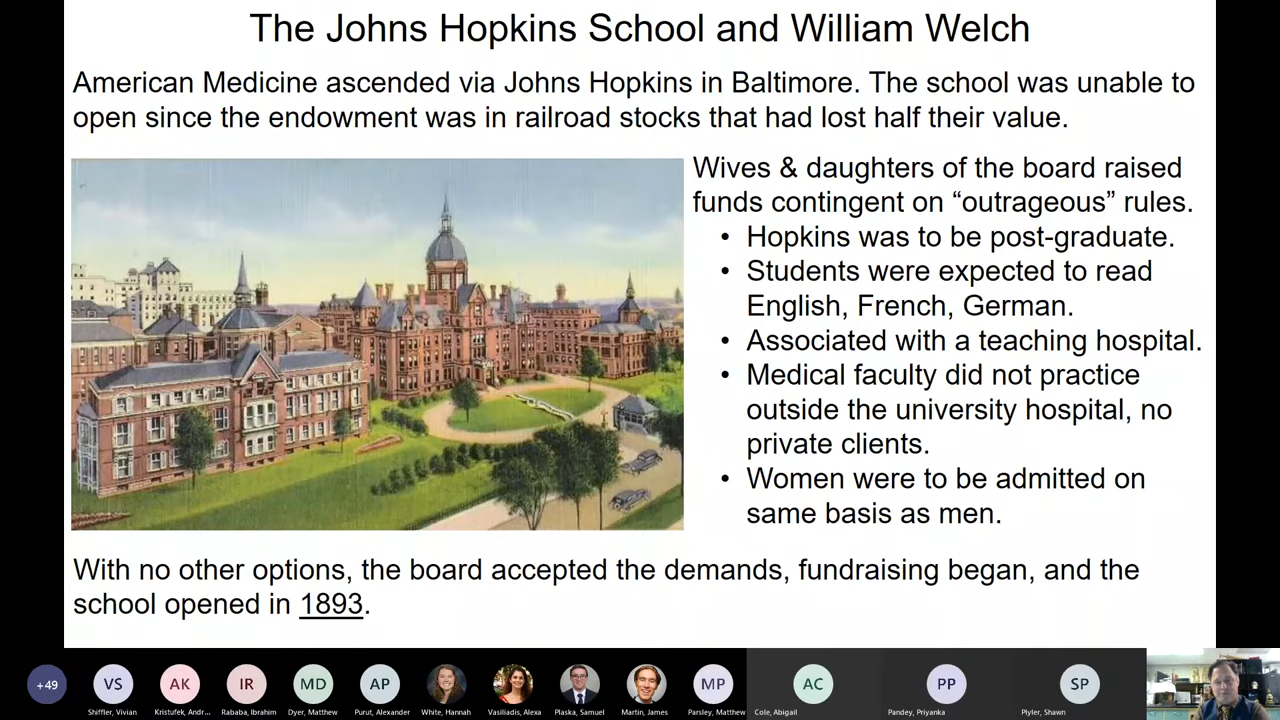 The Johns Hopkins School and William Welch
American Medicine ascended via Johns Hopkins in Baltimore. The school was unable to
open since the endowment was in railroad stocks that had lost half their value.
Wives & daughters of the board raised
funds contingent on “outrageous” rules.
• Hopkins was to be post-graduate.
• Students were expected to read
English, French, German.
• Associated with a teaching hospital.
• Medical faculty did not practice
outside the university hospital, no
private clients.
• Women were to be admitted on
same basis as men.
With no other options, the board accepted the demands, fundraising began, and the
school opened in 1893.
+49 VS AK IR MD AP MP AC PP SP
Shiffler, Vivian Kristufek, Andr... Rababa, Ibrahim Dyer, Matthew Purut, Alexander White, Hannah Vasiliadis, Alexa Plaska, Samuel Martin, James Parsley, Matthew Cole, Abigail Pandey, Priyanka Plyler, Shawn